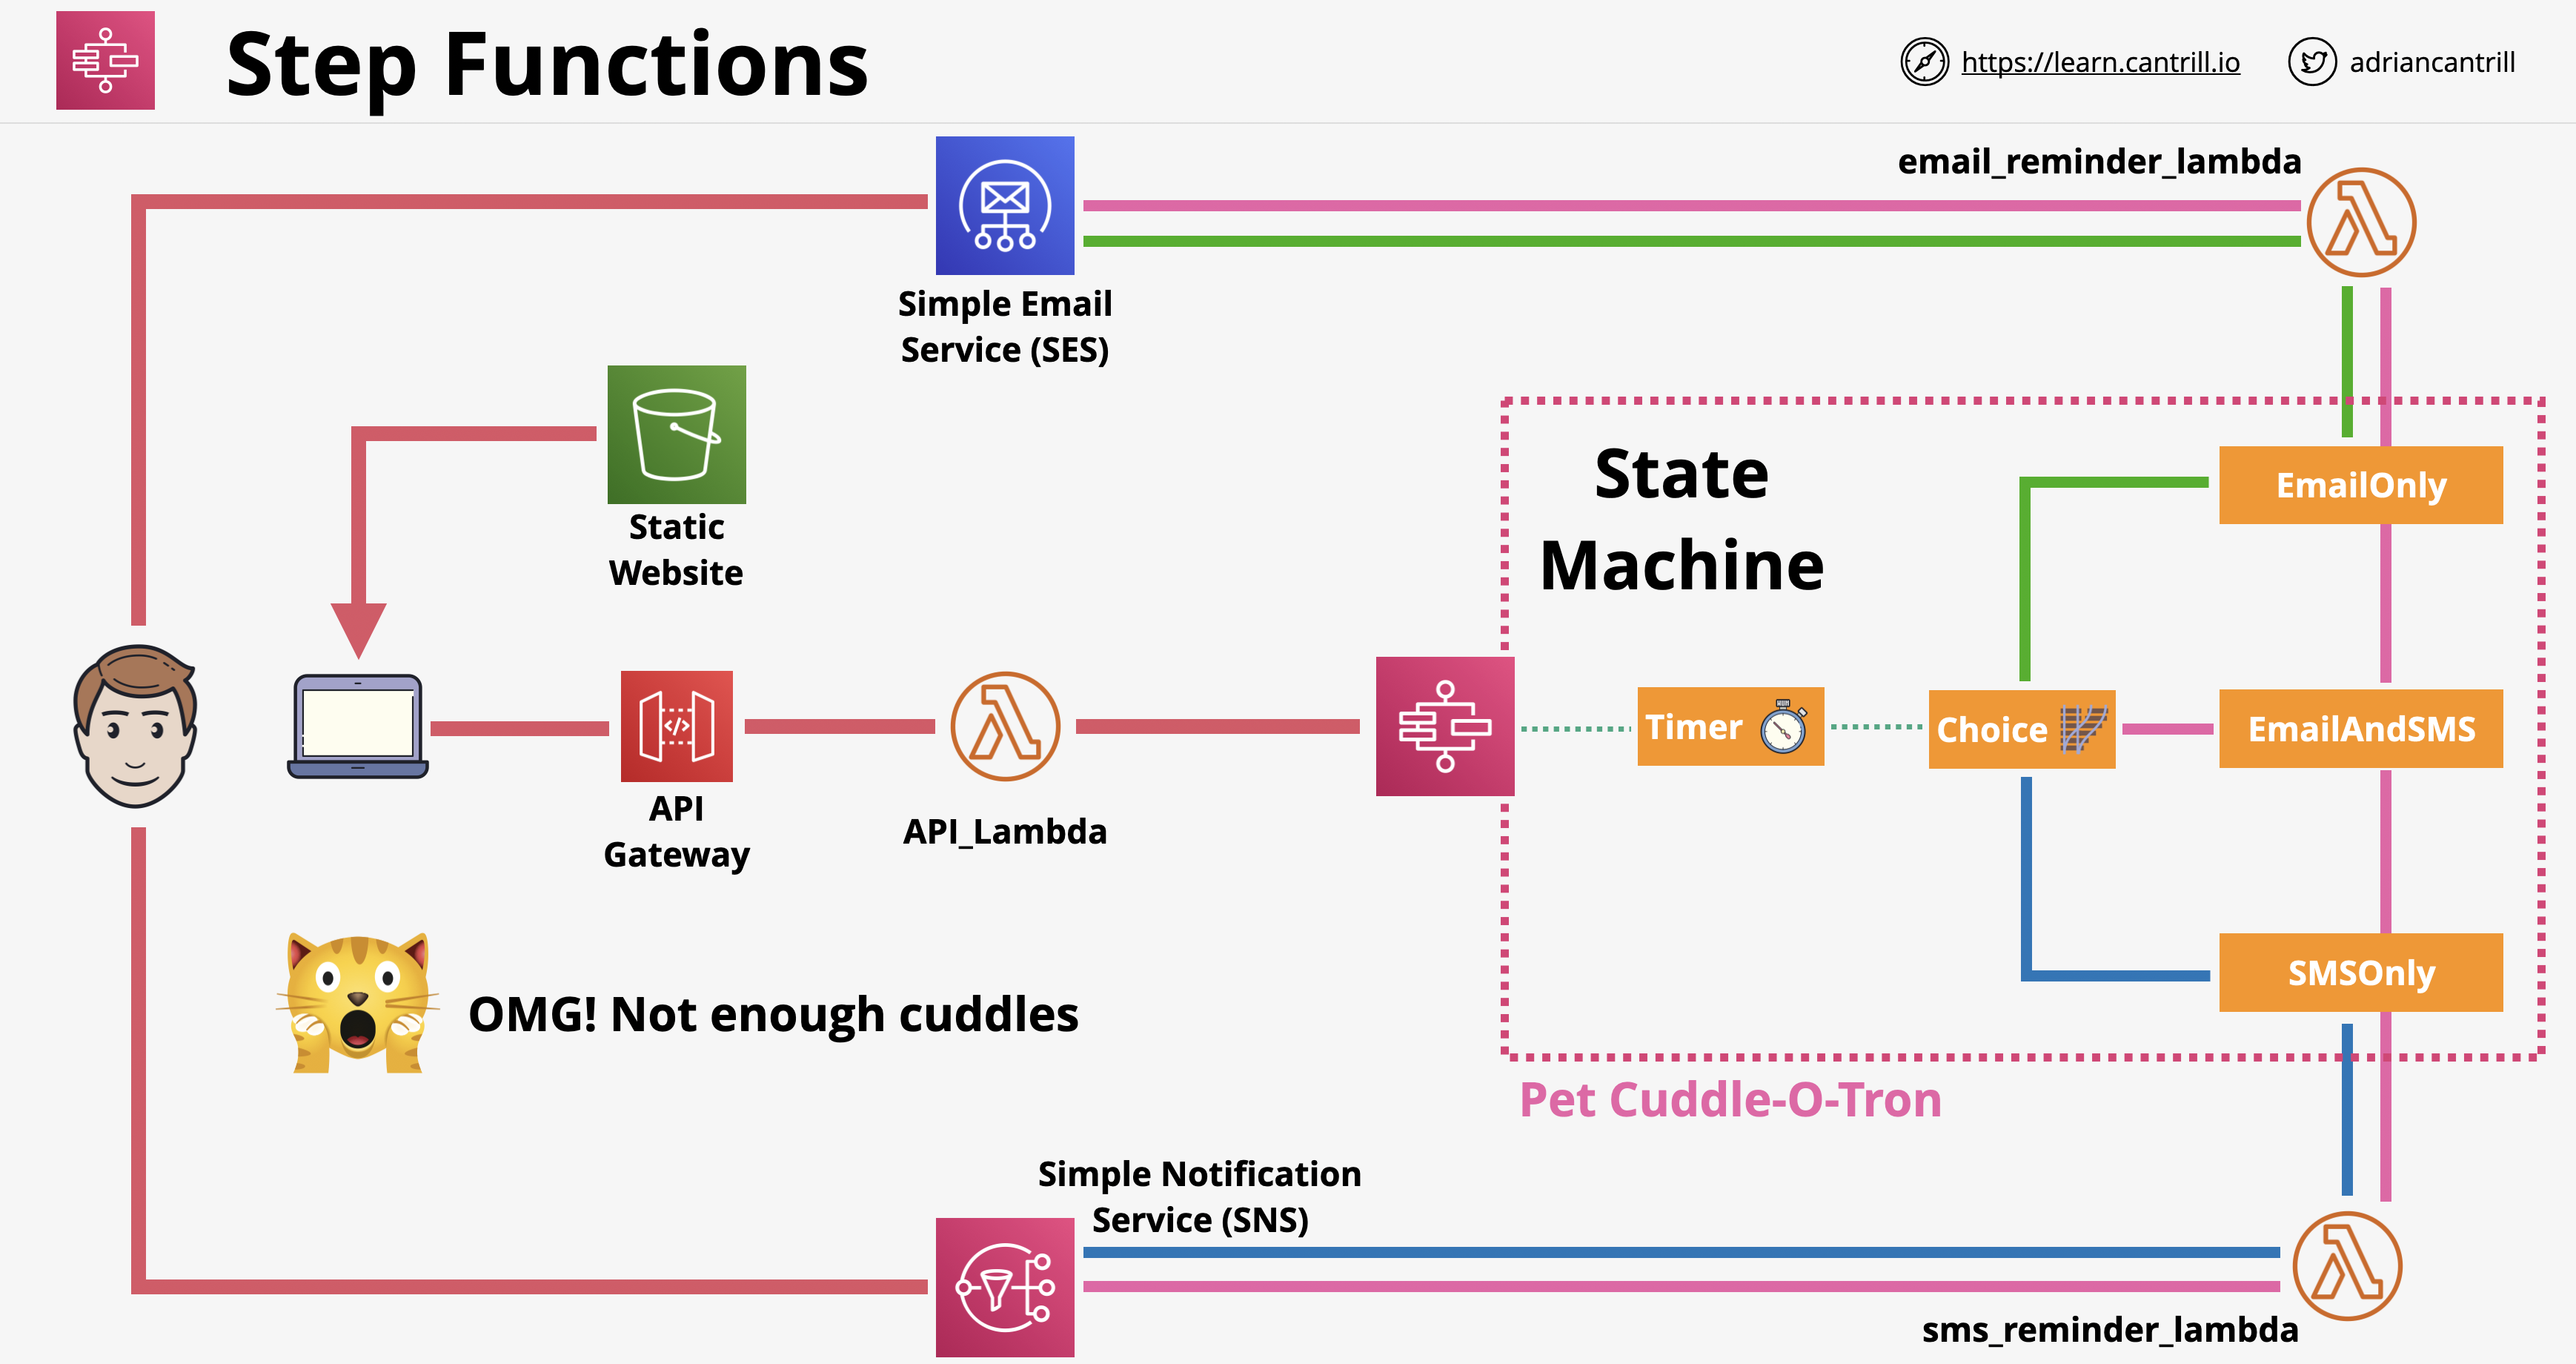 Step Functions
https://learn.cantrill.io
adriancantrill
email_reminder_lambda
Simple Email
Service (SES)
Static
Website
State
Machine
EmailOnly
Timer
Choice
EmailAndSMS
API
Gateway
API_Lambda
</>
SMSOnly
OMG! Not enough cuddles
Pet Cuddle-O-Tron
Simple Notification
Service (SNS)
sms_reminder_lambda